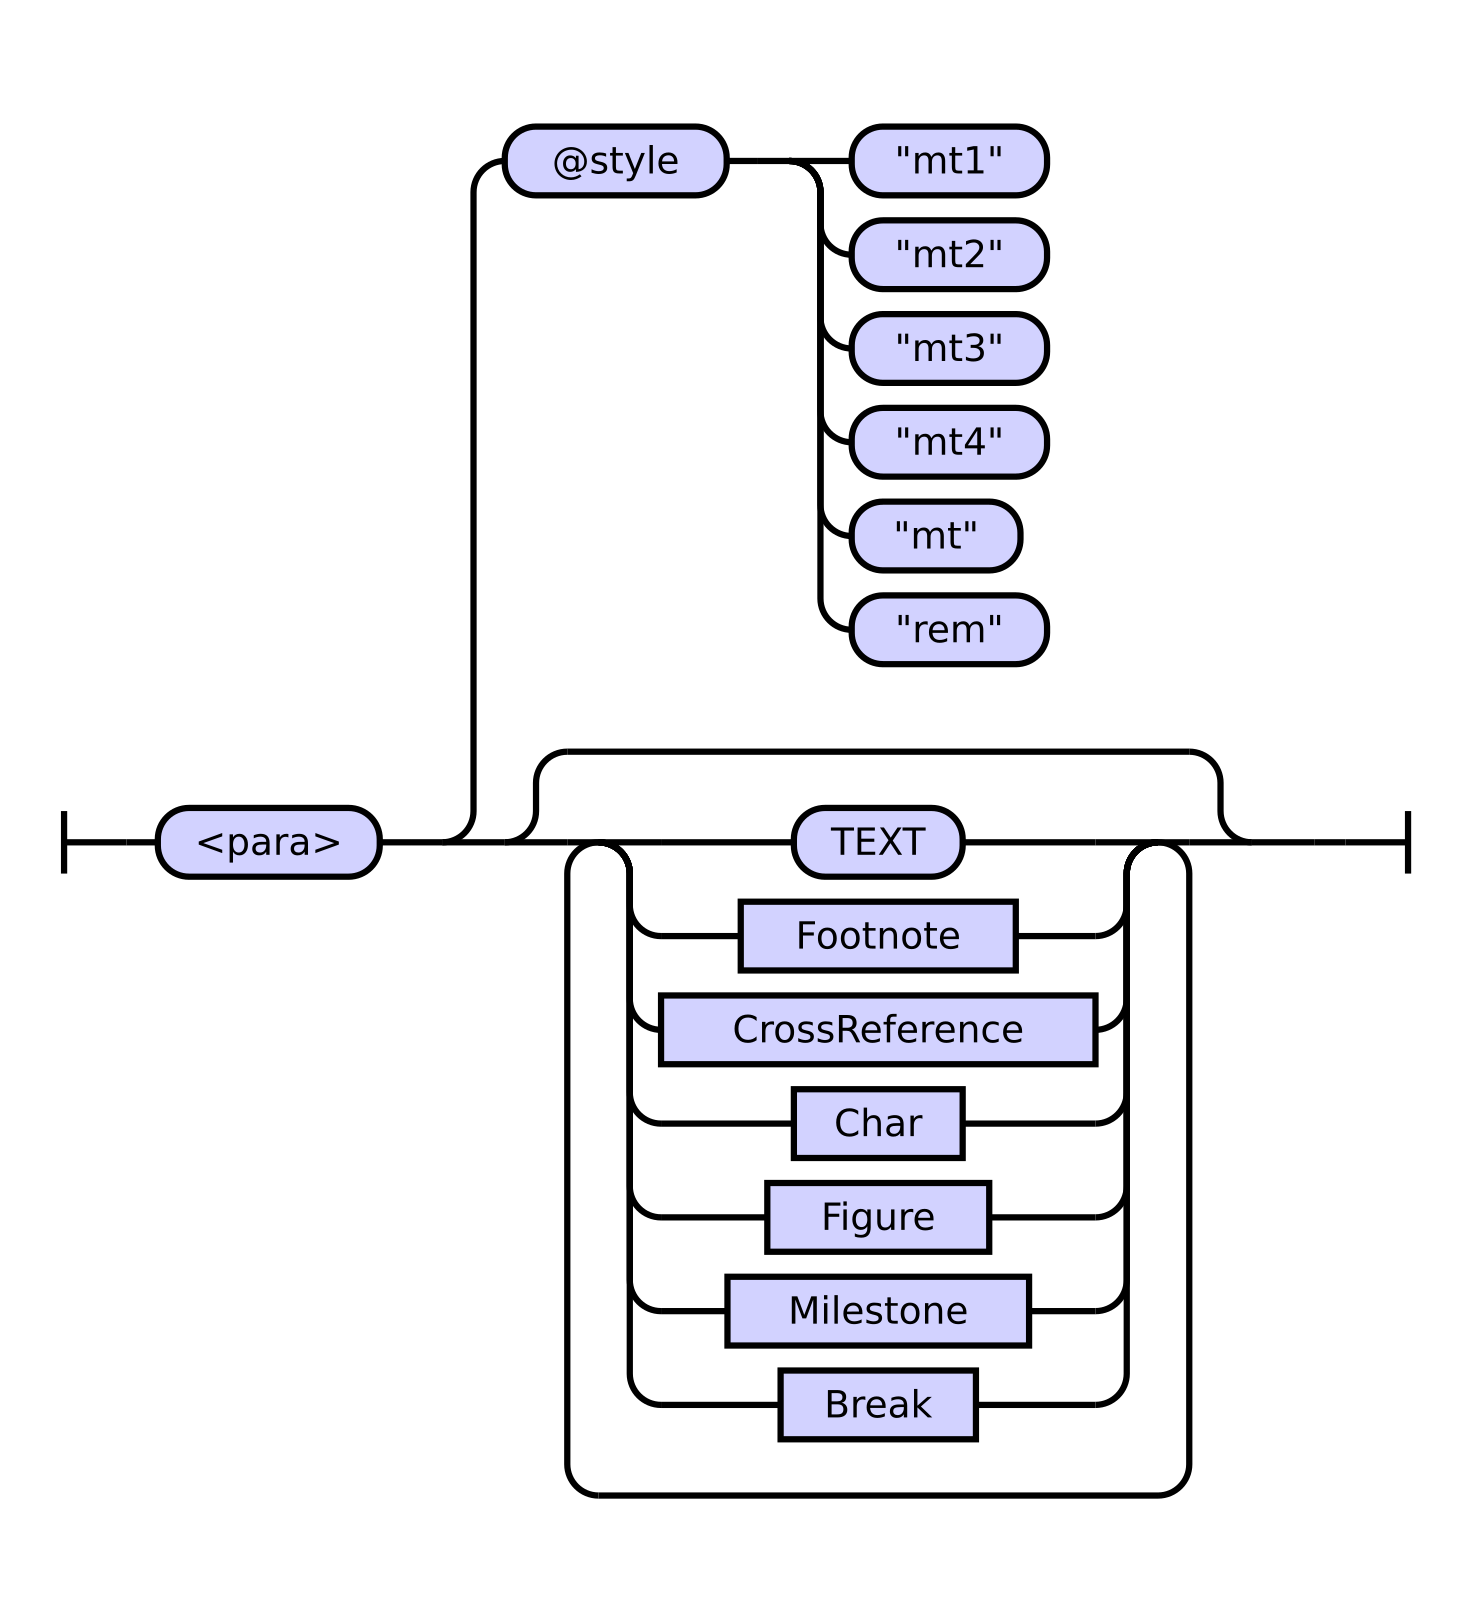 @style
"mt1"
"mt2"
"mt3"
"mt4"
"mt"
"rem"
<para>
TEXT
Footnote
CrossReference
Char
Figure
Milestone
Break